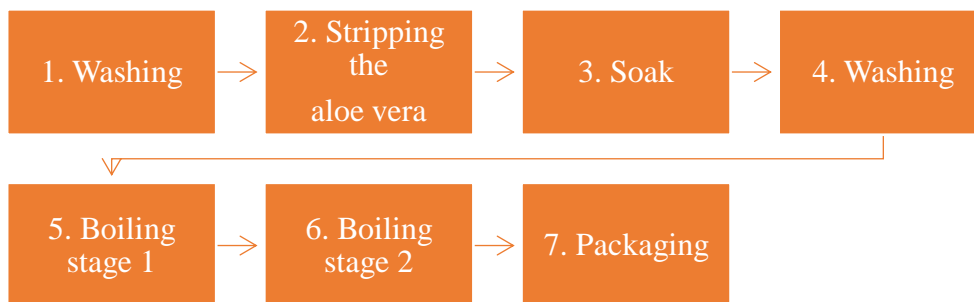 1. Washing
2. Stripping
the
aloe vera
3. Soak
4. Washing
5. Boiling
stage 1
6. Boiling
stage 2
7. Packaging